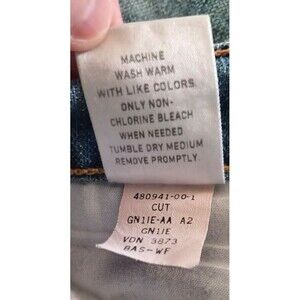 MACHINE
WASH WARM
WITH LIKE COLORS.
ONLY NON-
CHLORINE BLEACH
WHEN NEEDED
TUMBLE DRY MEDIUM
REMOVE PROMPTLY.
480941-00-1
CUT
GN1IE-AA A2
GN1IE
VDN 3873
BAS-WF